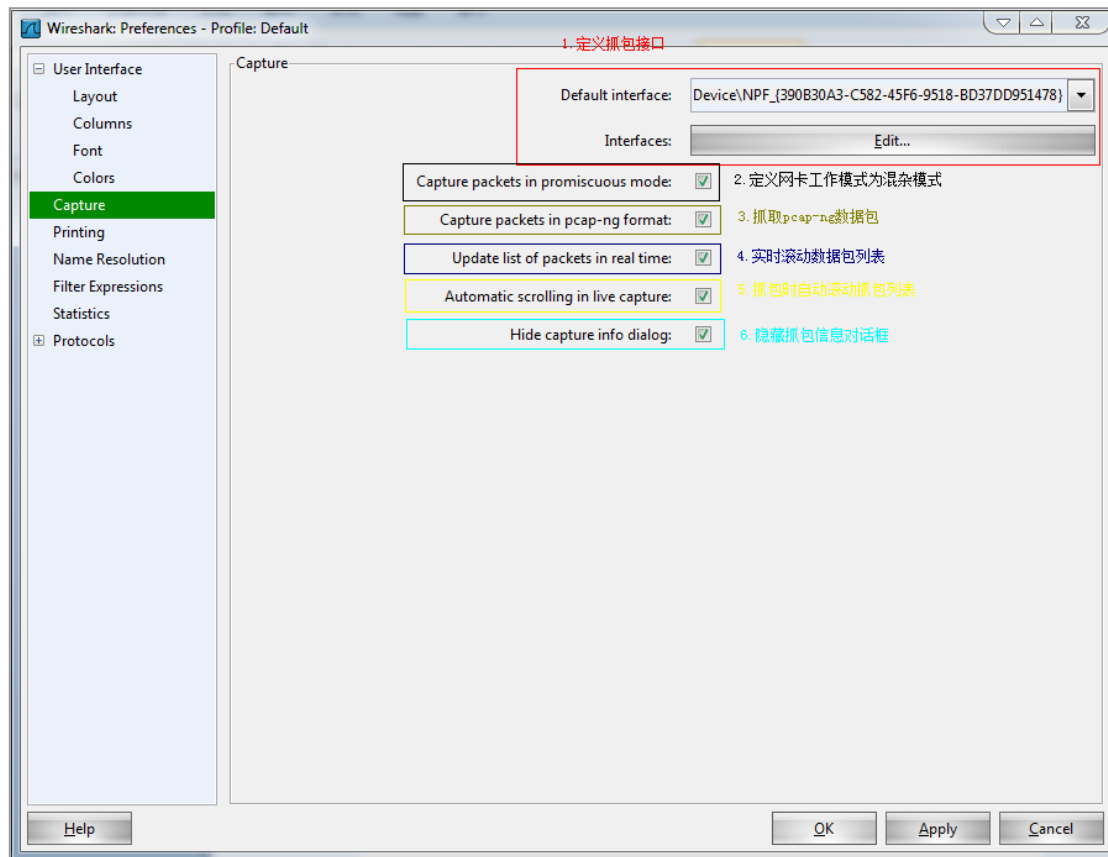 Wireshark: Preferences - Profile: Default
1. 定义抓包接口
User Interface
Layout
Columns
Font
Colors
Capture
Printing
Name Resolution
Filter Expressions
Statistics
Protocols
Capture
Default interface: Device\NPF_{390B30A3-C582-45F6-9518-BD37DD951478}
Interfaces: Edit...
Capture packets in promiscuous mode: 2. 定义网卡工作模式为混杂模式
Capture packets in pcap-ng format: 3. 抓取pcap-ng数据包
Update list of packets in real time: 4. 实时滚动数据包列表
Automatic scrolling in live capture: 5. 抓包时自动滚动抓包列表
Hide capture info dialog: 6. 隐藏抓包信息对话框
Help OK Apply Cancel